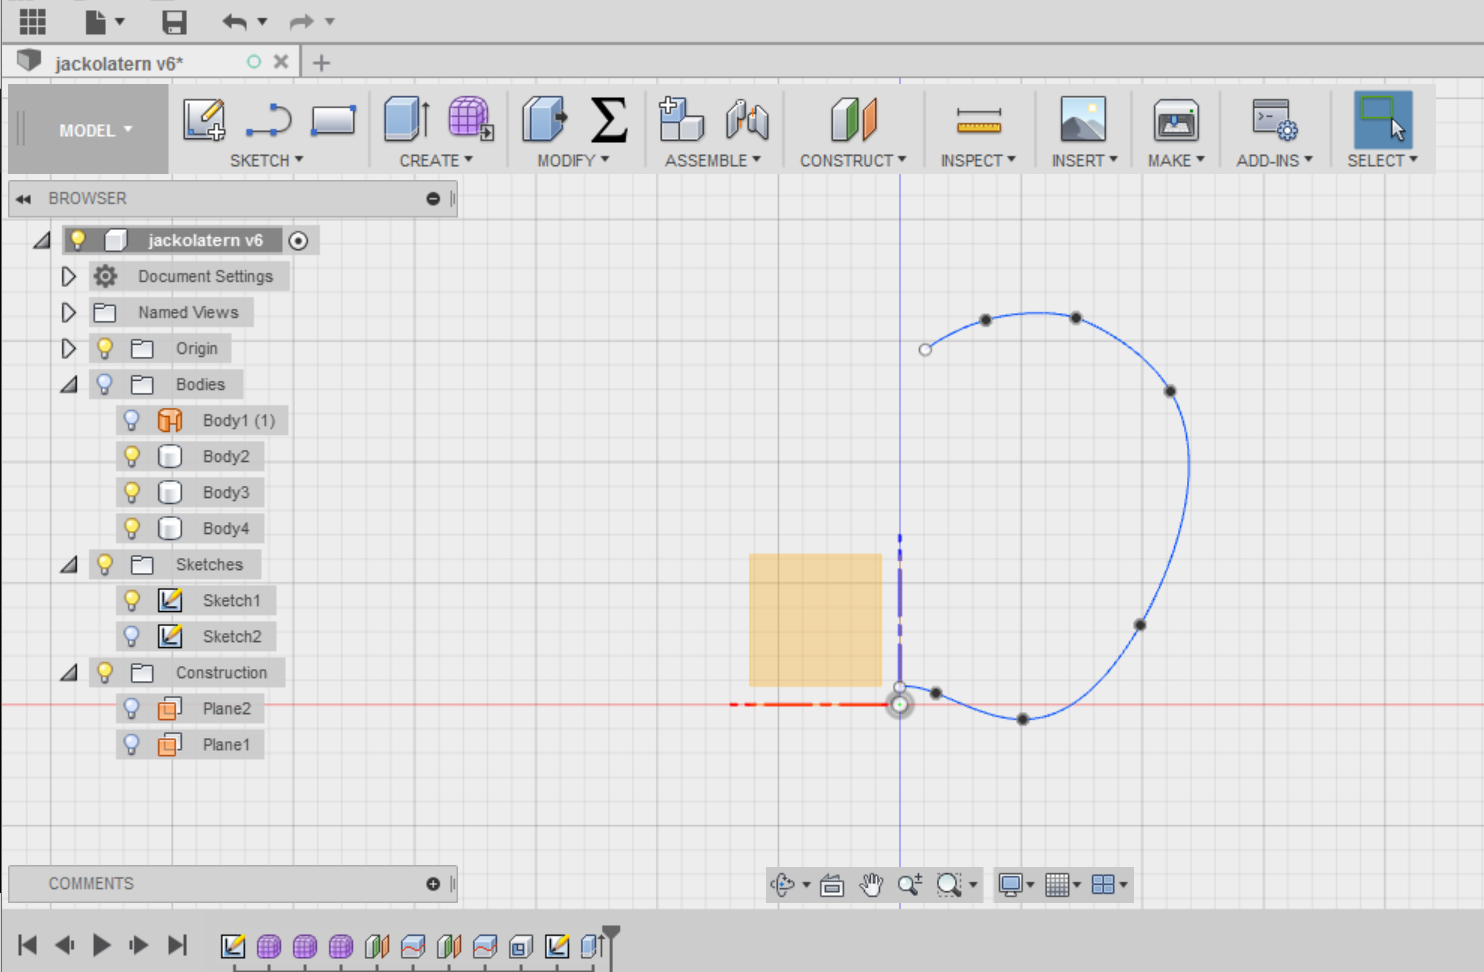 jackolatern v6*
MODEL
SKETCH
CREATE
MODIFY
ASSEMBLE
CONSTRUCT
INSPECT
INSERT
MAKE
ADD-INS
SELECT
BROWSER
jackolatern v6
Document Settings
Named Views
Origin
Bodies
Body1 (1)
Body2
Body3
Body4
Sketches
Sketch1
Sketch2
Construction
Plane2
Plane1
COMMENTS